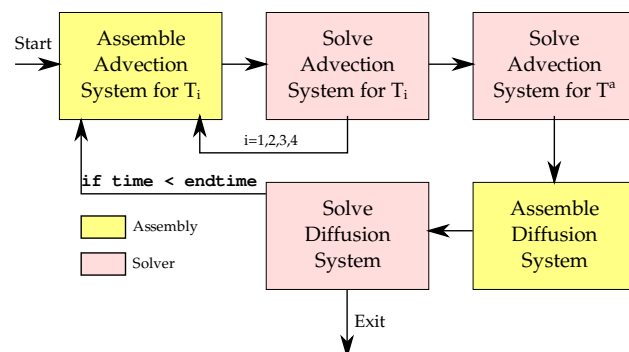 Start
Assemble
Advection
System for Ti
Solve
Advection
System for Ti
Solve
Advection
System for Tª
i=1,2,3,4
if time < endtime
Solve
Diffusion
System
Assemble
Diffusion
System
Assembly
Solver
Exit